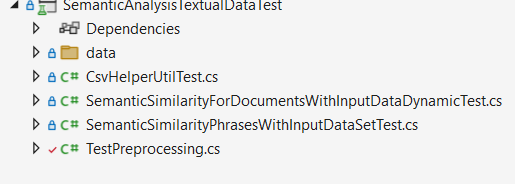 SemanticAnalysisTextualDataTest
Dependencies
data
C# CsvHelperUtilTest.cs
C# SemanticSimilarityForDocumentsWithInputDataDynamicTest.cs
C# SemanticSimilarityPhrasesWithInputDataSetTest.cs
C# TestPreprocessing.cs